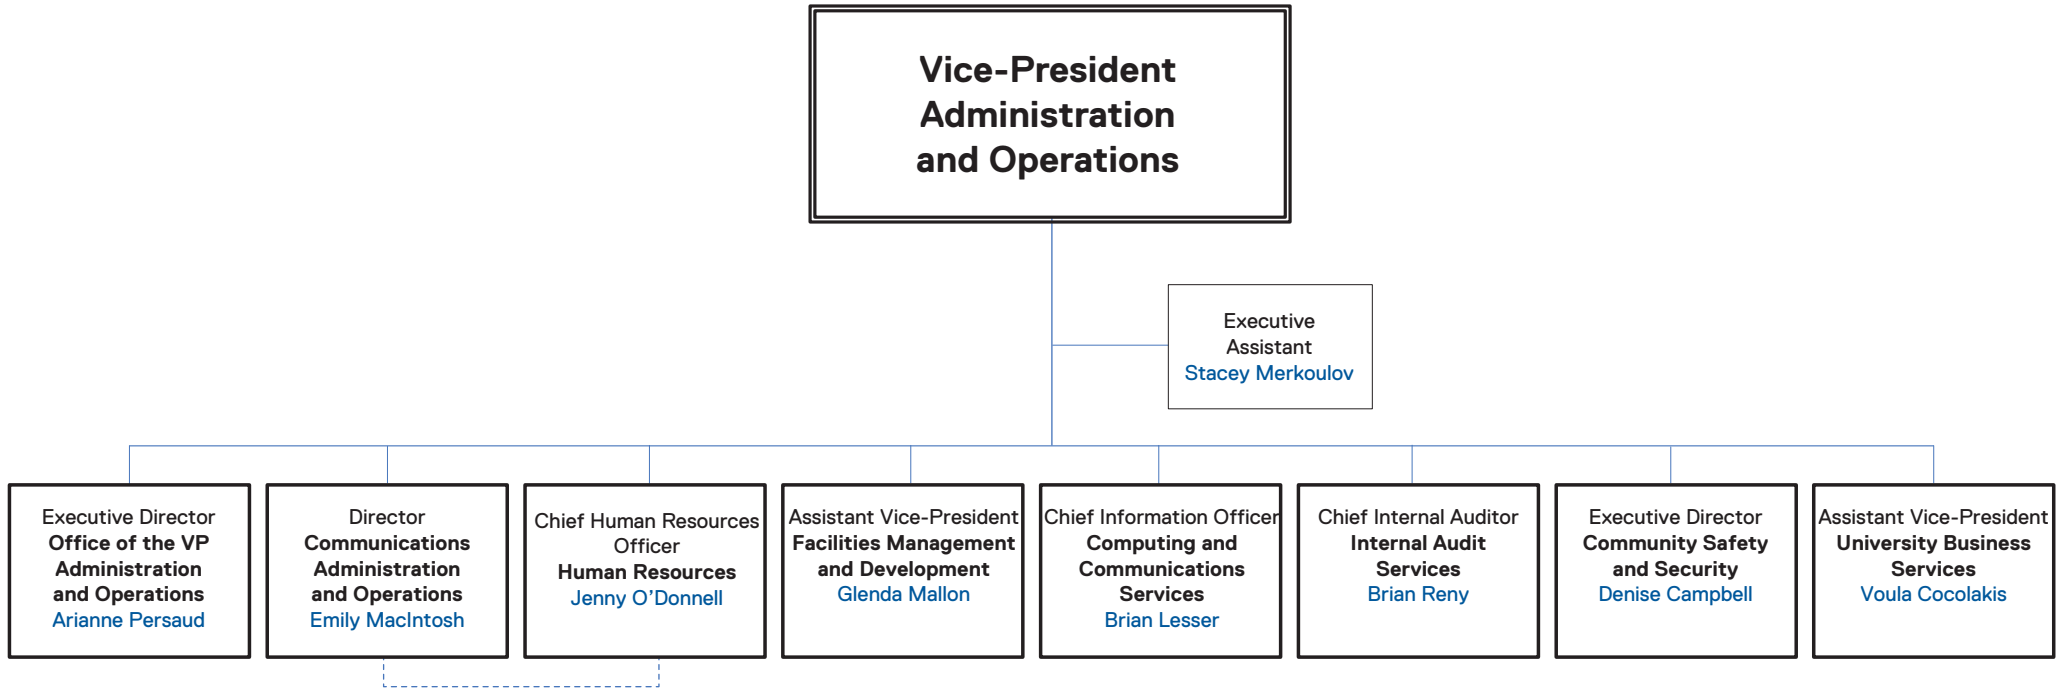 Vice-President
Administration
and Operations
Executive
Assistant
Stacey Merkoulov
Executive Director
Office of the VP
Administration
and Operations
Arianne Persaud
Director
Communications
Administration
and Operations
Emily MacIntosh
Chief Human Resources
Officer
Human Resources
Jenny O’Donnell
Assistant Vice-President
Facilities Management
and Development
Glenda Mallon
Chief Information Officer
Computing and
Communications
Services
Brian Lesser
Chief Internal Auditor
Internal Audit
Services
Brian Reny
Executive Director
Community Safety
and Security
Denise Campbell
Assistant Vice-President
University Business
Services
Voula Cocolakis